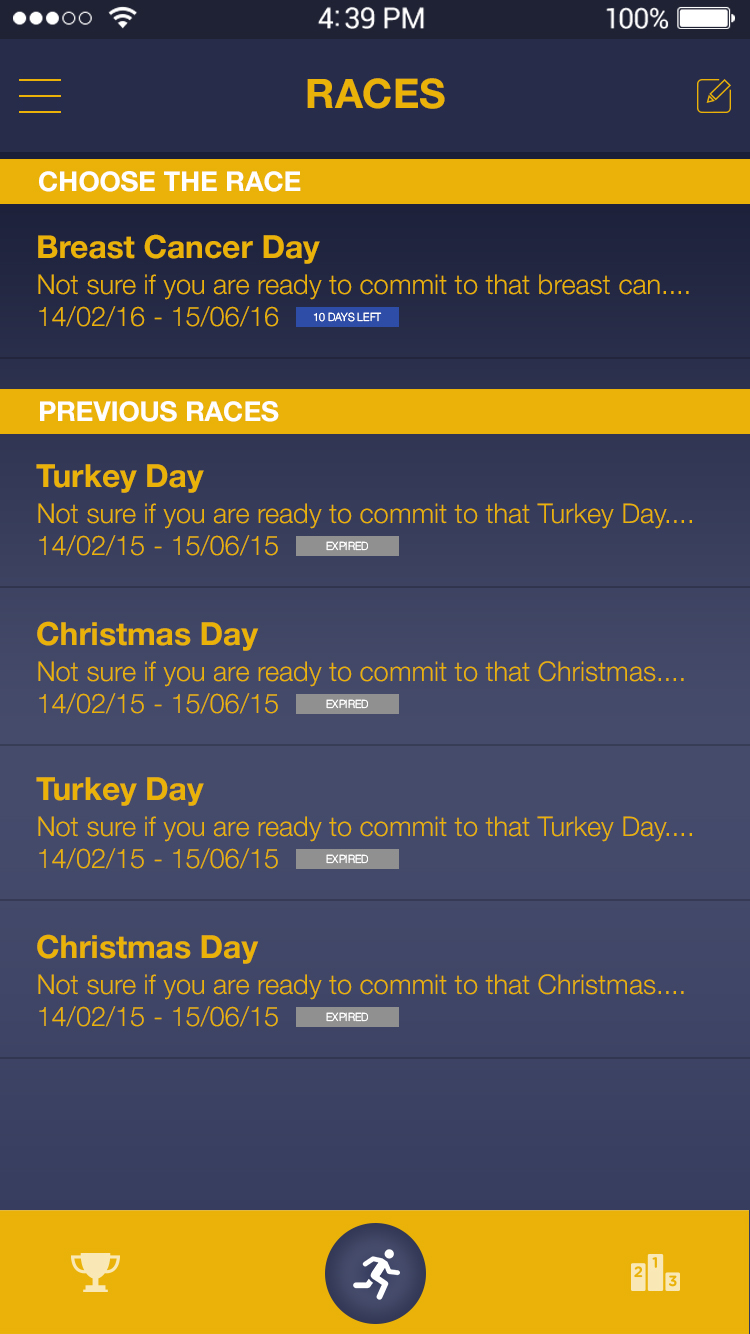 4:39 PM 100%
RACES
CHOOSE THE RACE
Breast Cancer Day
Not sure if you are ready to commit to that breast can....
14/02/16 - 15/06/16 10 DAYS LEFT
PREVIOUS RACES
Turkey Day
Not sure if you are ready to commit to that Turkey Day....
14/02/15 - 15/06/15 EXPIRED
Christmas Day
Not sure if you are ready to commit to that Christmas....
14/02/15 - 15/06/15 EXPIRED
Turkey Day
Not sure if you are ready to commit to that Turkey Day....
14/02/15 - 15/06/15 EXPIRED
Christmas Day
Not sure if you are ready to commit to that Christmas....
14/02/15 - 15/06/15 EXPIRED
2 1 3